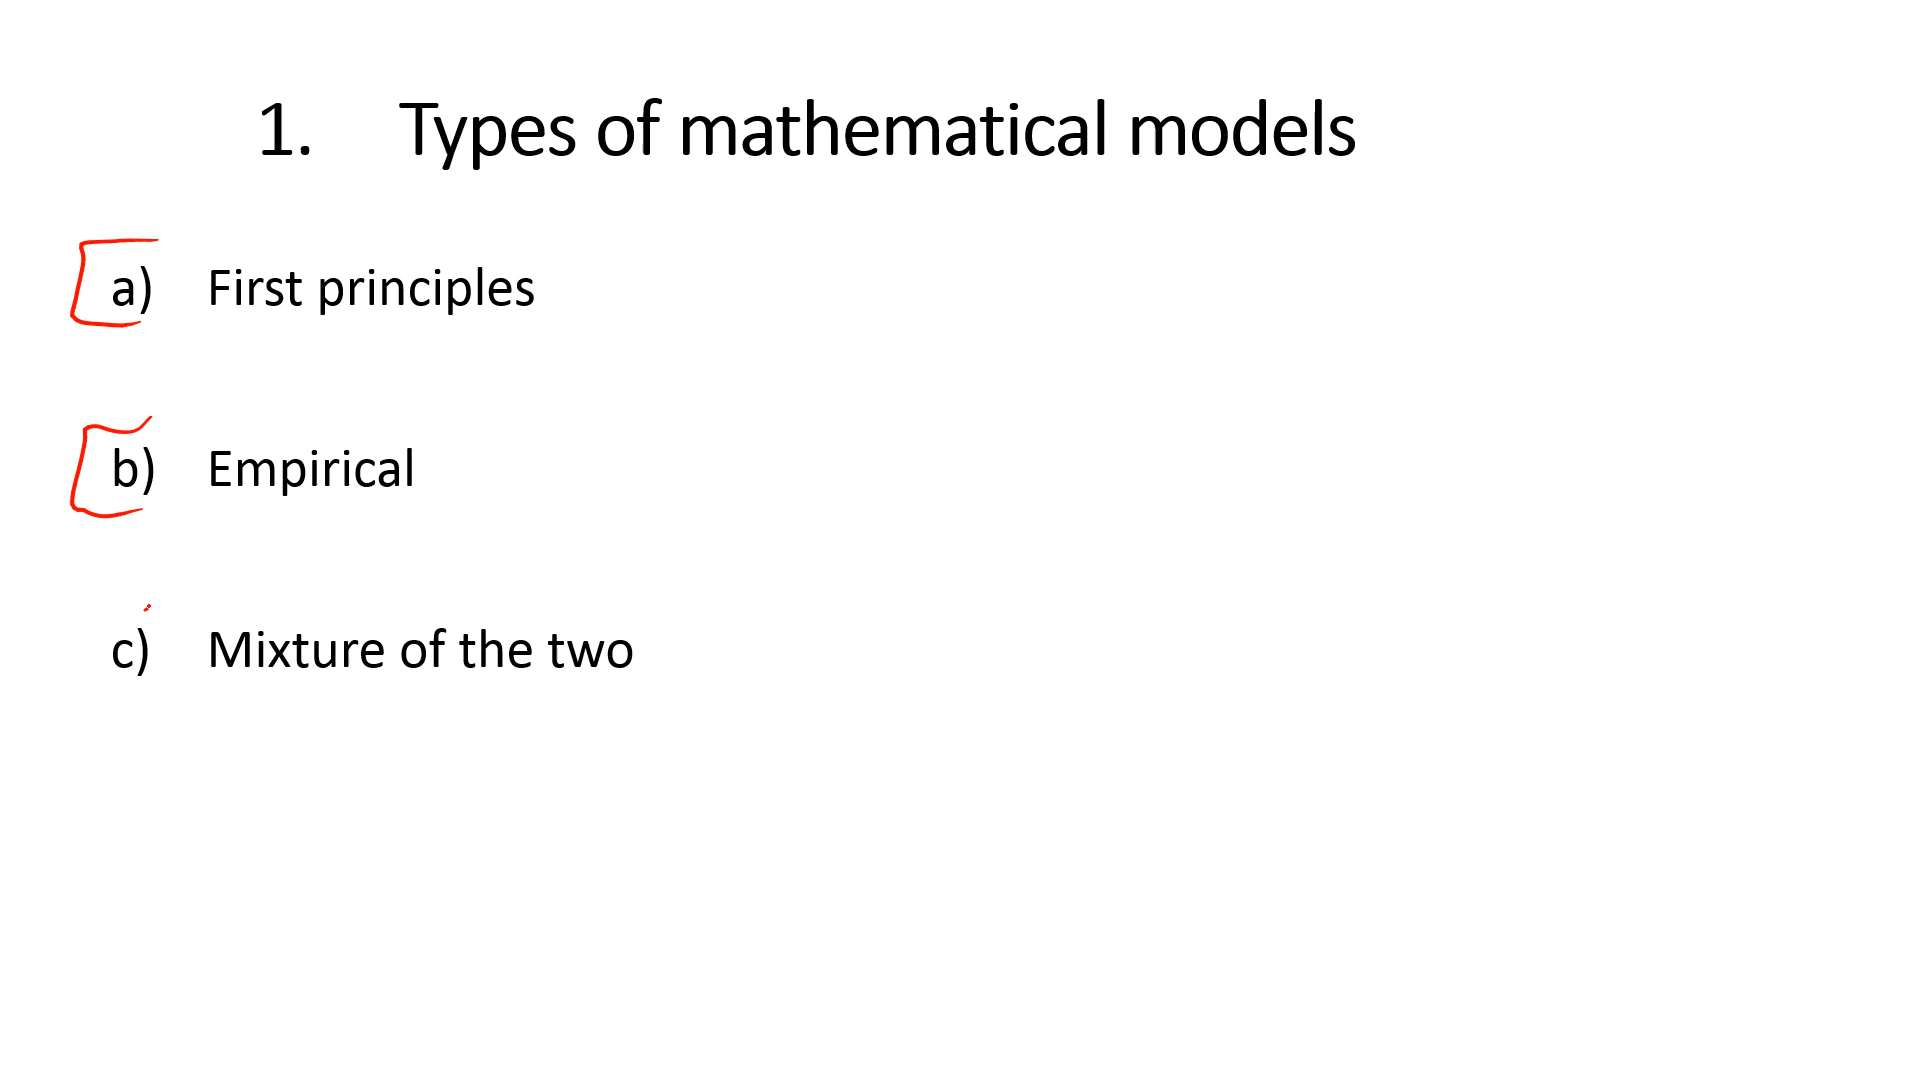 1. Types of mathematical models
a) First principles
b) Empirical
c) Mixture of the two